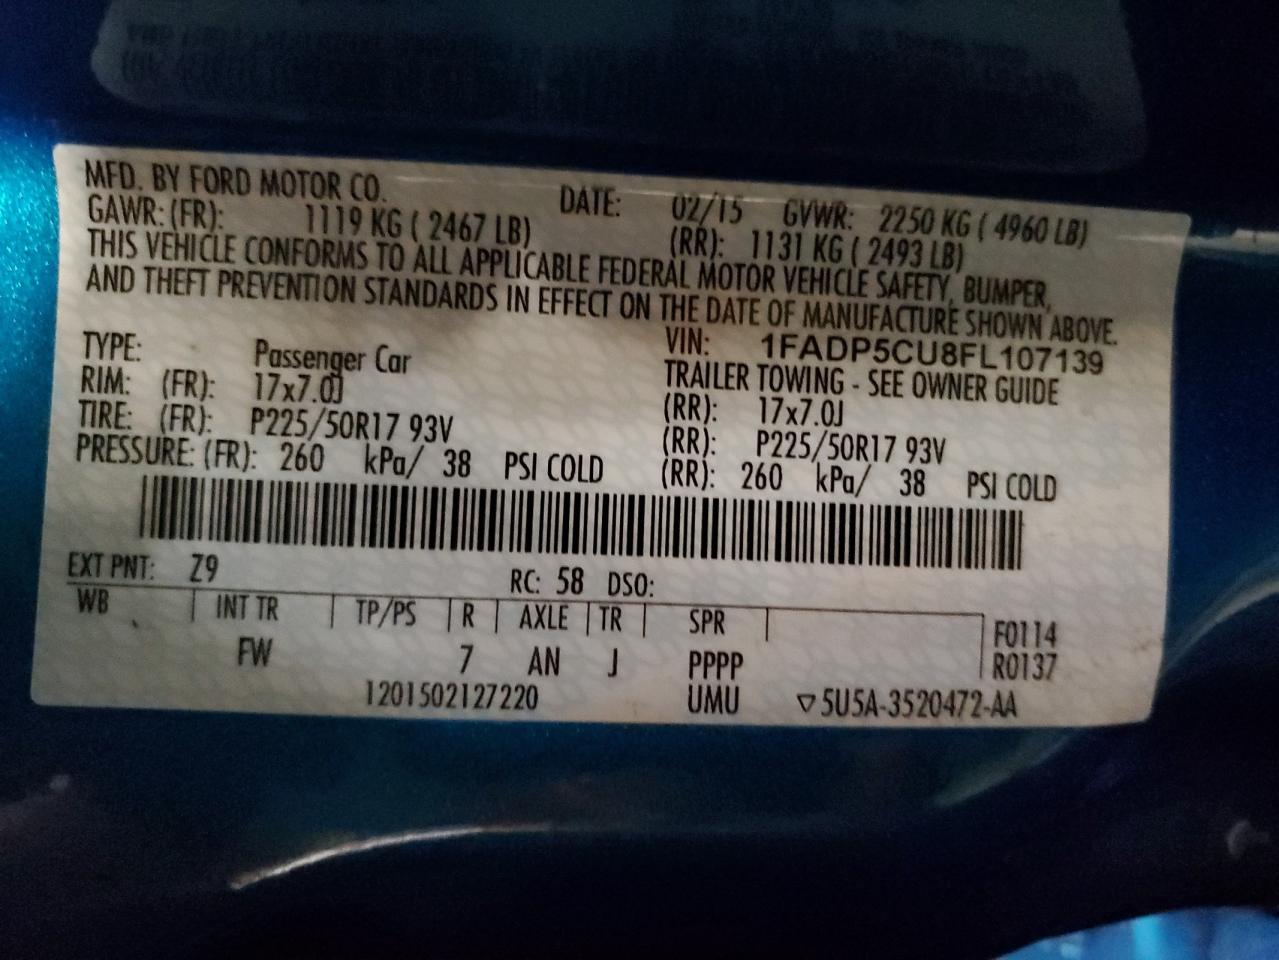 MFD. BY FORD MOTOR CO. DATE: 02/15 GVWR: 2250 KG ( 4960 LB)
GAWR: (FR): 1119 KG ( 2467 LB) (RR): 1131 KG ( 2493 LB)
THIS VEHICLE CONFORMS TO ALL APPLICABLE FEDERAL MOTOR VEHICLE SAFETY, BUMPER,
AND THEFT PREVENTION STANDARDS IN EFFECT ON THE DATE OF MANUFACTURE SHOWN ABOVE.
VIN: 1FADP5CU8FL107139
TYPE: Passenger Car TRAILER TOWING - SEE OWNER GUIDE
RIM: (FR): 17x7.0J (RR): 17x7.0J
TIRE: (FR): P225/50R17 93V (RR): P225/50R17 93V
PRESSURE: (FR): 260 kPa/ 38 PSI COLD (RR): 260 kPa/ 38 PSI COLD
EXT PNT: Z9 RC: 58 DSO:
WB INT TR TP/PS R AXLE TR SPR F0114
FW 7 AN J PPPP R0137
1201502127220 UMU ▽5U5A-3520472-AA